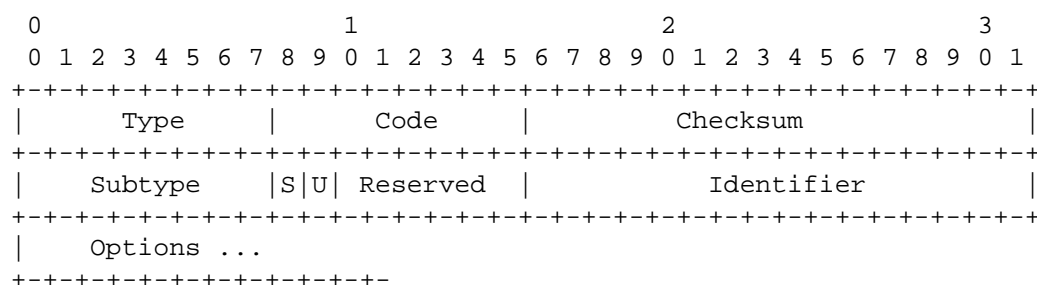 0                   1                   2                   3
 0 1 2 3 4 5 6 7 8 9 0 1 2 3 4 5 6 7 8 9 0 1 2 3 4 5 6 7 8 9 0 1
+-+-+-+-+-+-+-+-+-+-+-+-+-+-+-+-+-+-+-+-+-+-+-+-+-+-+-+-+-+-+-+-+
|      Type     |      Code     |         Checksum              |
+-+-+-+-+-+-+-+-+-+-+-+-+-+-+-+-+-+-+-+-+-+-+-+-+-+-+-+-+-+-+-+-+
|    Subtype    |S|U| Reserved  |           Identifier          |
+-+-+-+-+-+-+-+-+-+-+-+-+-+-+-+-+-+-+-+-+-+-+-+-+-+-+-+-+-+-+-+-+
|    Options ...
+-+-+-+-+-+-+-+-+-+-+-+-